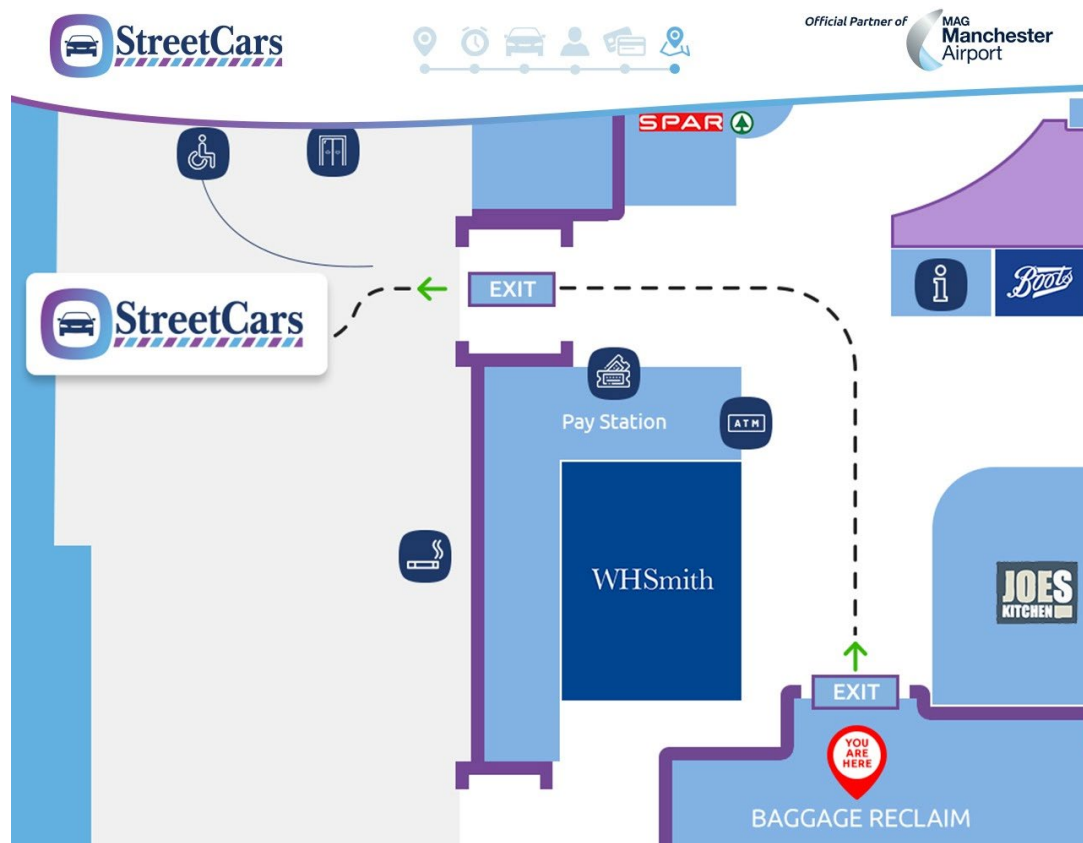 StreetCars
Official Partner of
MAG
Manchester
Airport
SPAR
EXIT
Boots
StreetCars
Pay Station
ATM
WHSmith
JOES
KITCHEN
EXIT
YOU
ARE
HERE
BAGGAGE RECLAIM